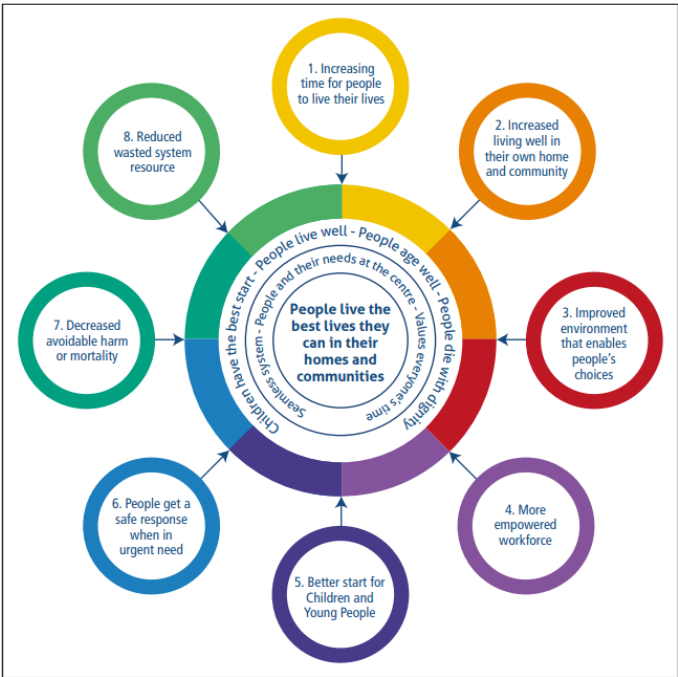 1. Increasing
time for people
to live their lives
2. Increased
living well in
their own home
and community
3. Improved
environment
that enables
people's
choices
4. More
empowered
workforce
5. Better start for
Children and
Young People
6. People get a
safe response
when in
urgent need
7. Decreased
avoidable harm
or mortality
8. Reduced
wasted system
resource
Children have the best start - People live well - People age well - People die with dignity
Seamless system - People and their needs at the centre - Values everyone's time
People live the
best lives they
can in their
homes and
communities